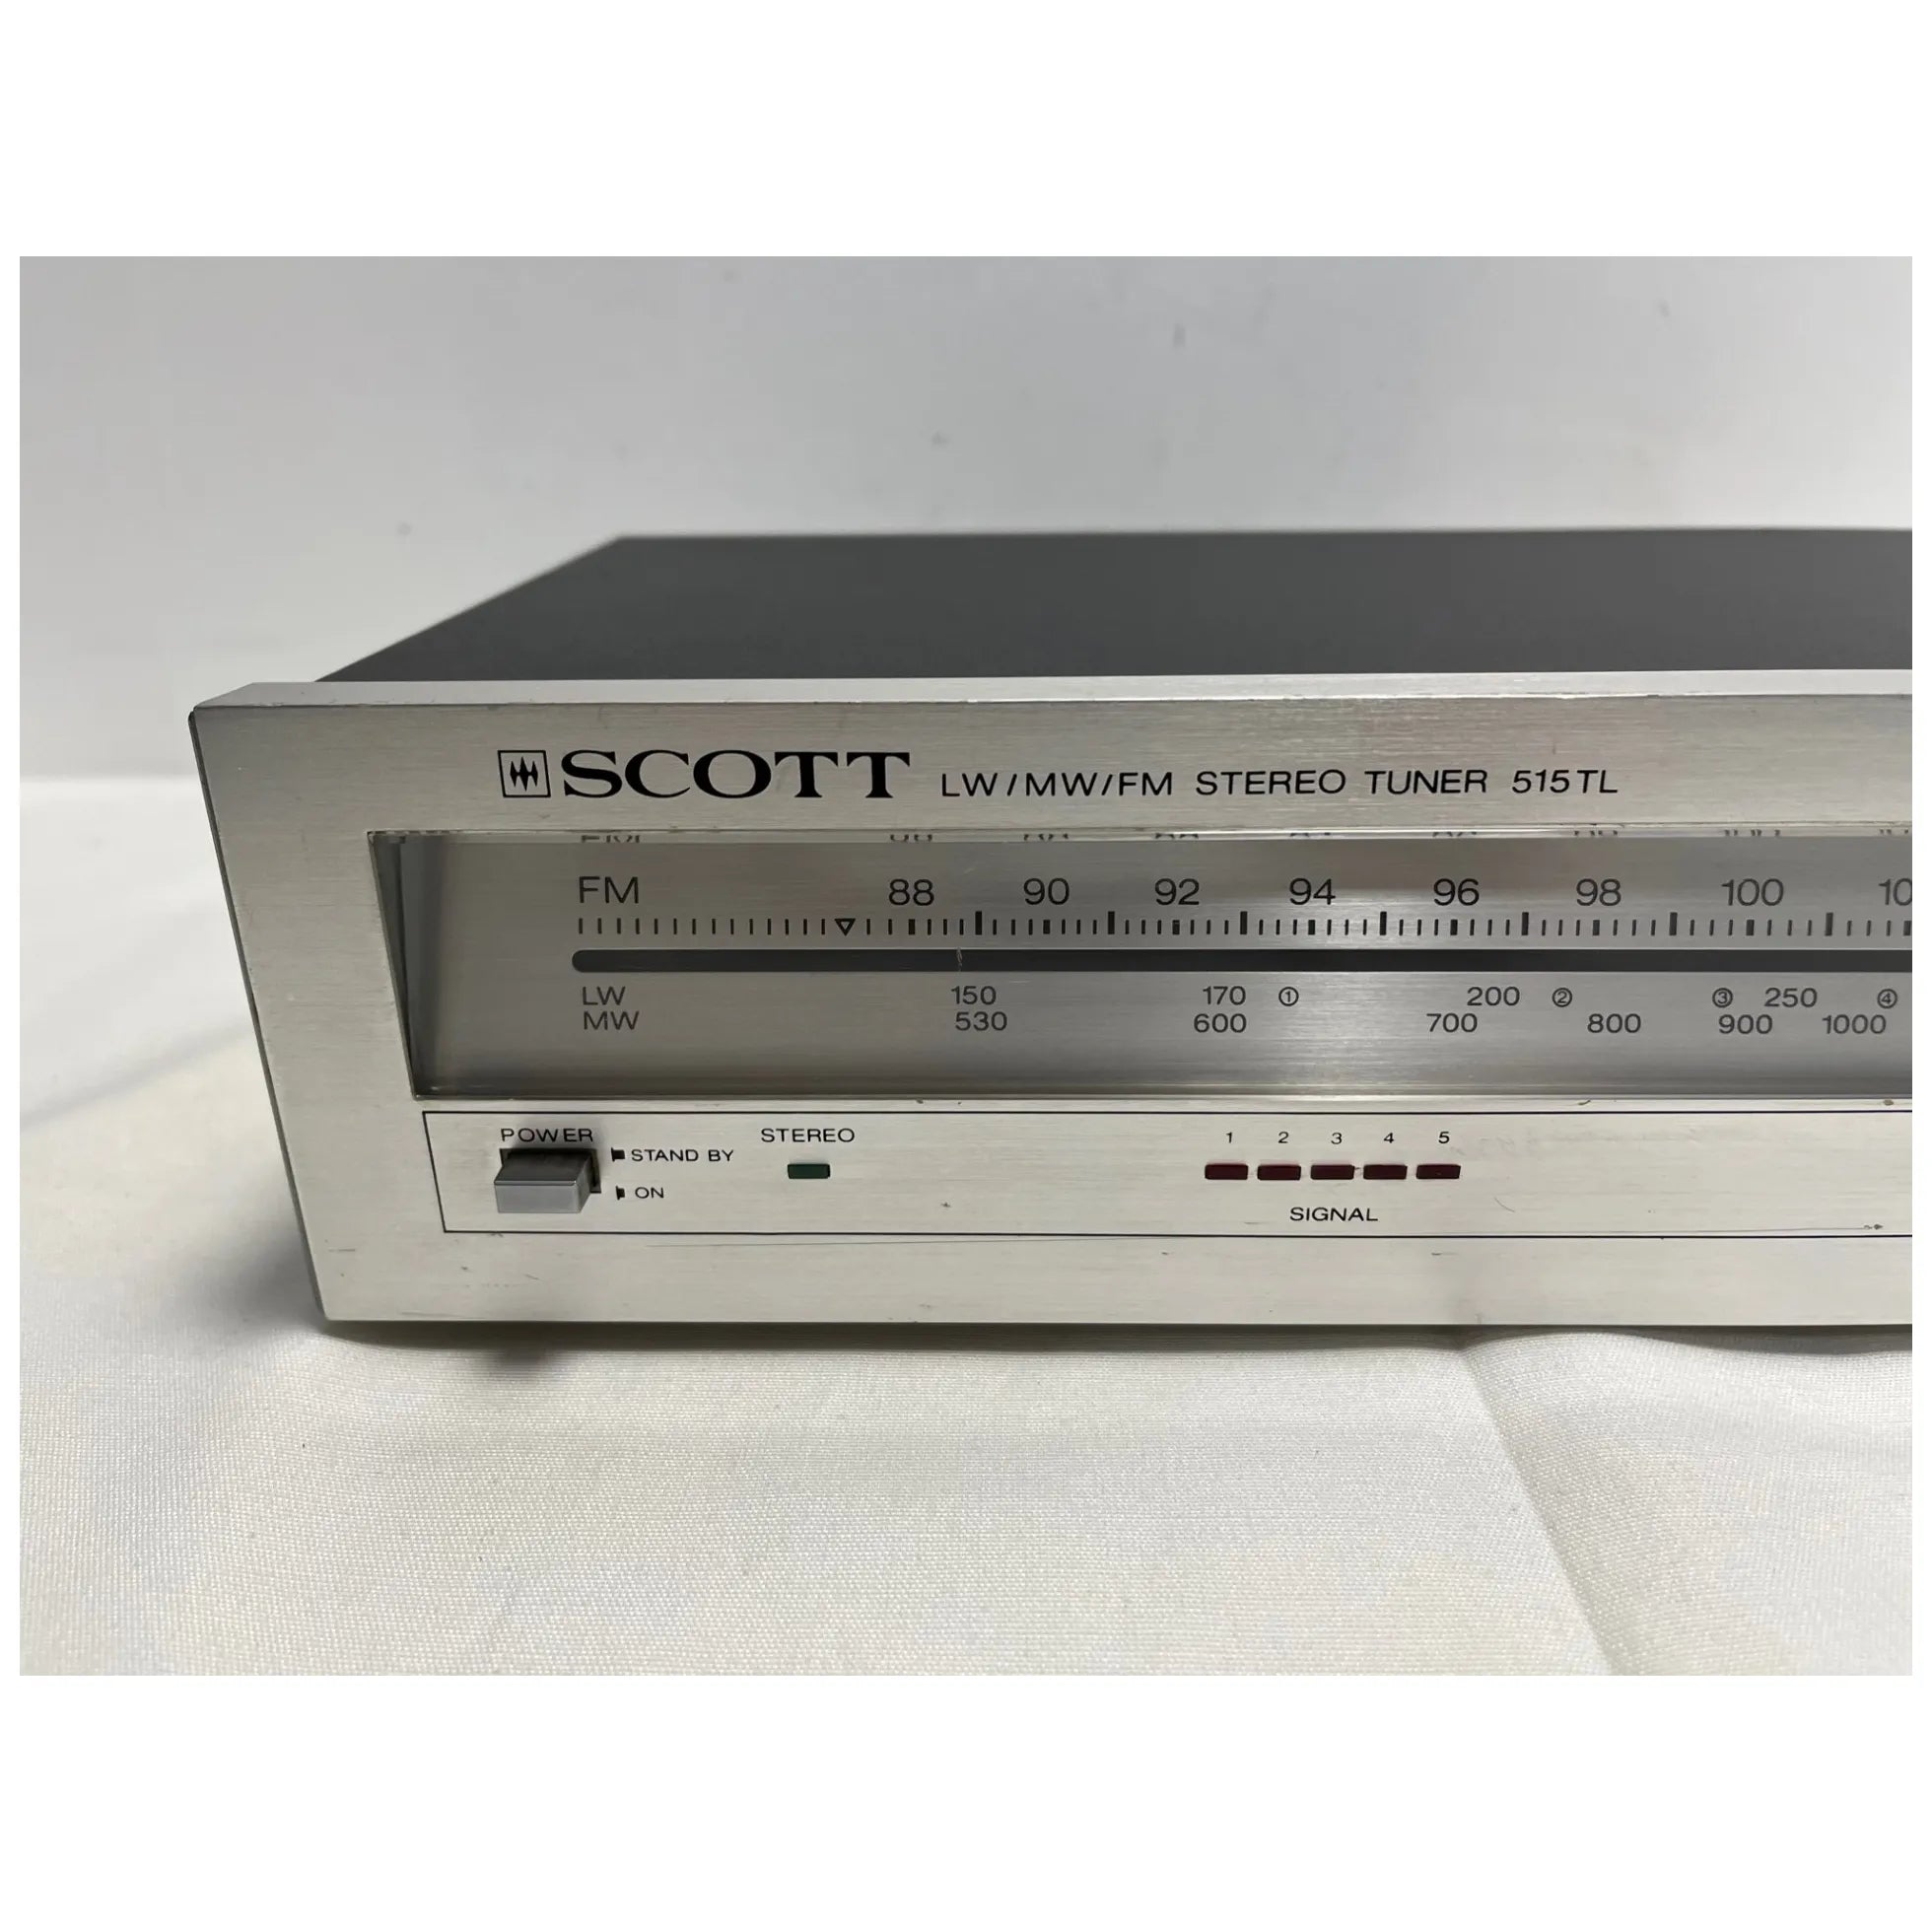 SCOTT LW/MW/FM STEREO TUNER 515TL
FM 88 90 92 94 96 98 100
LW 150 170 ① 200 ② ③ 250 ④
MW 530 600 700 800 900 1000
POWER
STAND BY
ON
STEREO
1 2 3 4 5
SIGNAL